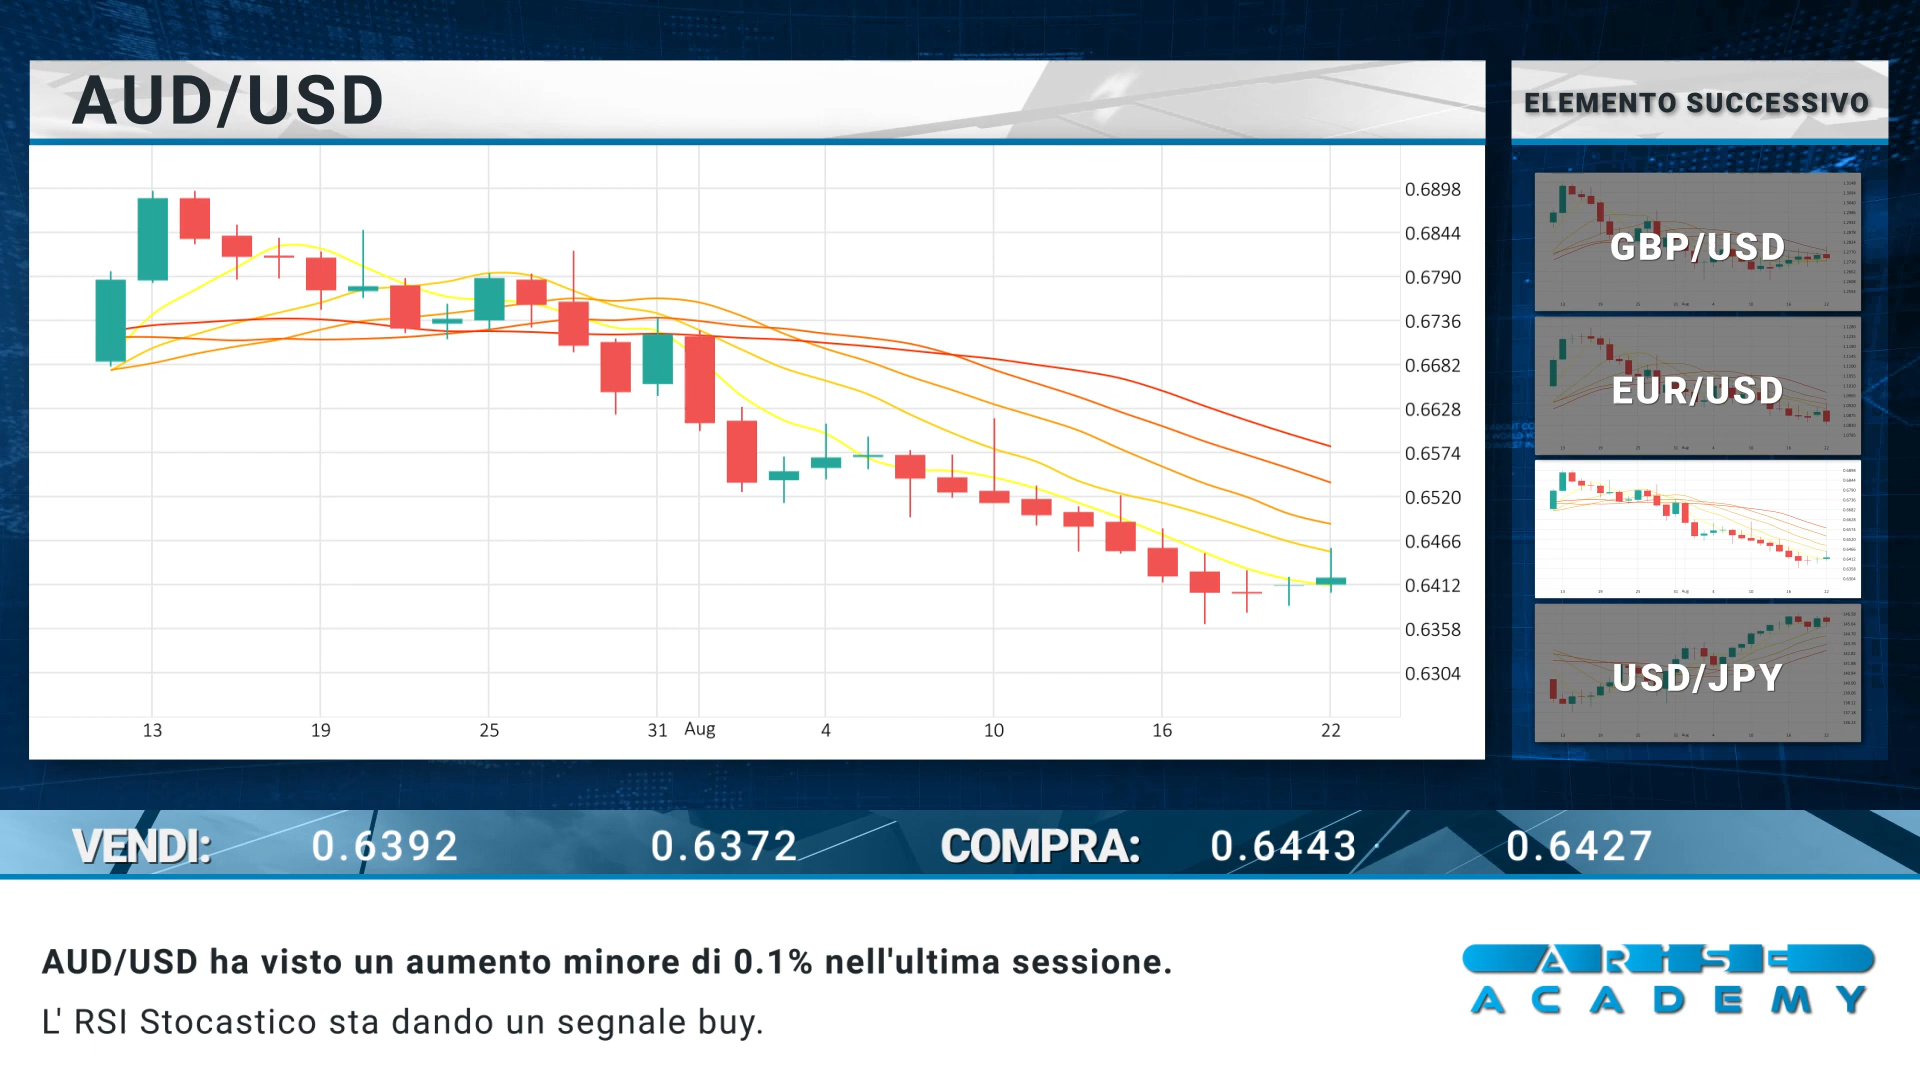 AUD/USD
ELEMENTO SUCCESSIVO
0.6898
0.6844
0.6790
0.6736
0.6682
0.6628
0.6574
0.6520
0.6466
0.6412
0.6358
0.6304
13 19 25 31 Aug 4 10 16 22
GBP/USD
EUR/USD
USD/JPY
VENDI: 0.6392 0.6372 COMPRA: 0.6443 0.6427
AUD/USD ha visto un aumento minore di 0.1% nell'ultima sessione.
L' RSI Stocastico sta dando un segnale buy.
ARISE
ACADEMY